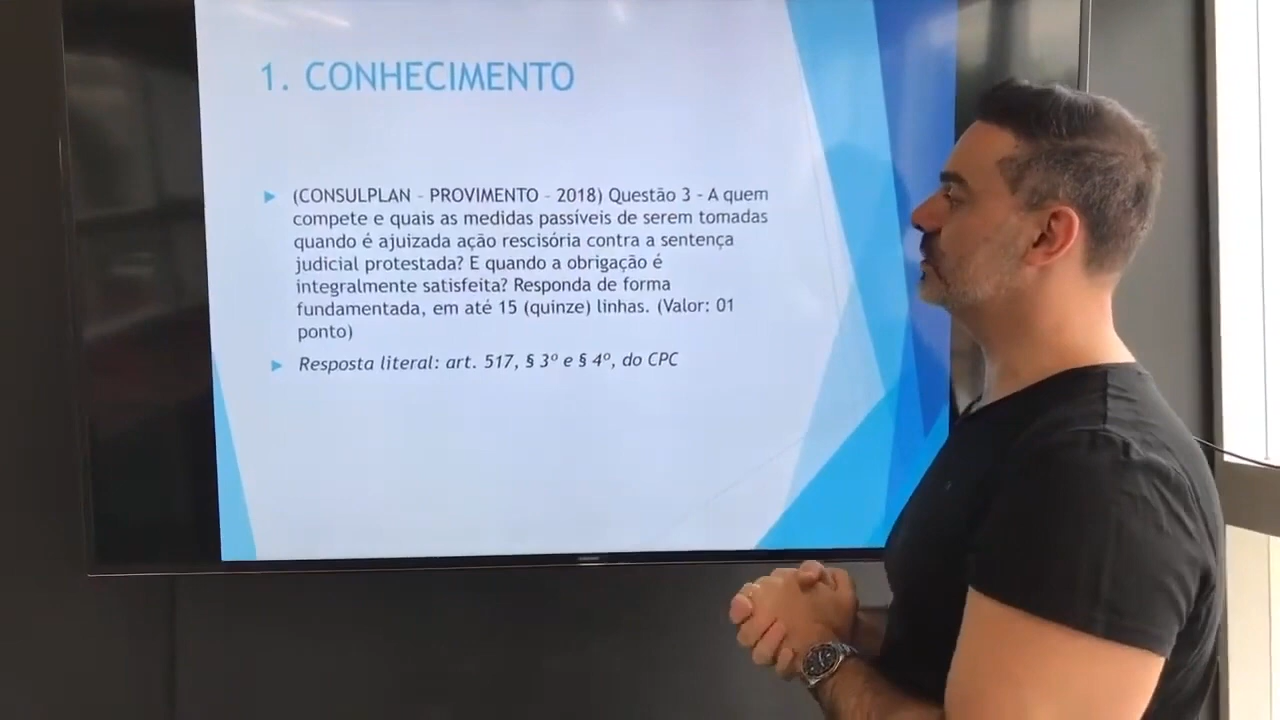 1. CONHECIMENTO
(CONSULPLAN - PROVIMENTO - 2018) Questão 3 - A quem
compete e quais as medidas passíveis de serem tomadas
quando é ajuizada ação rescisória contra a sentença
judicial protestada? E quando a obrigação é
integralmente satisfeita? Responda de forma
fundamentada, em até 15 (quinze) linhas. (Valor: 01
ponto)
Resposta literal: art. 517, § 3º e § 4º, do CPC